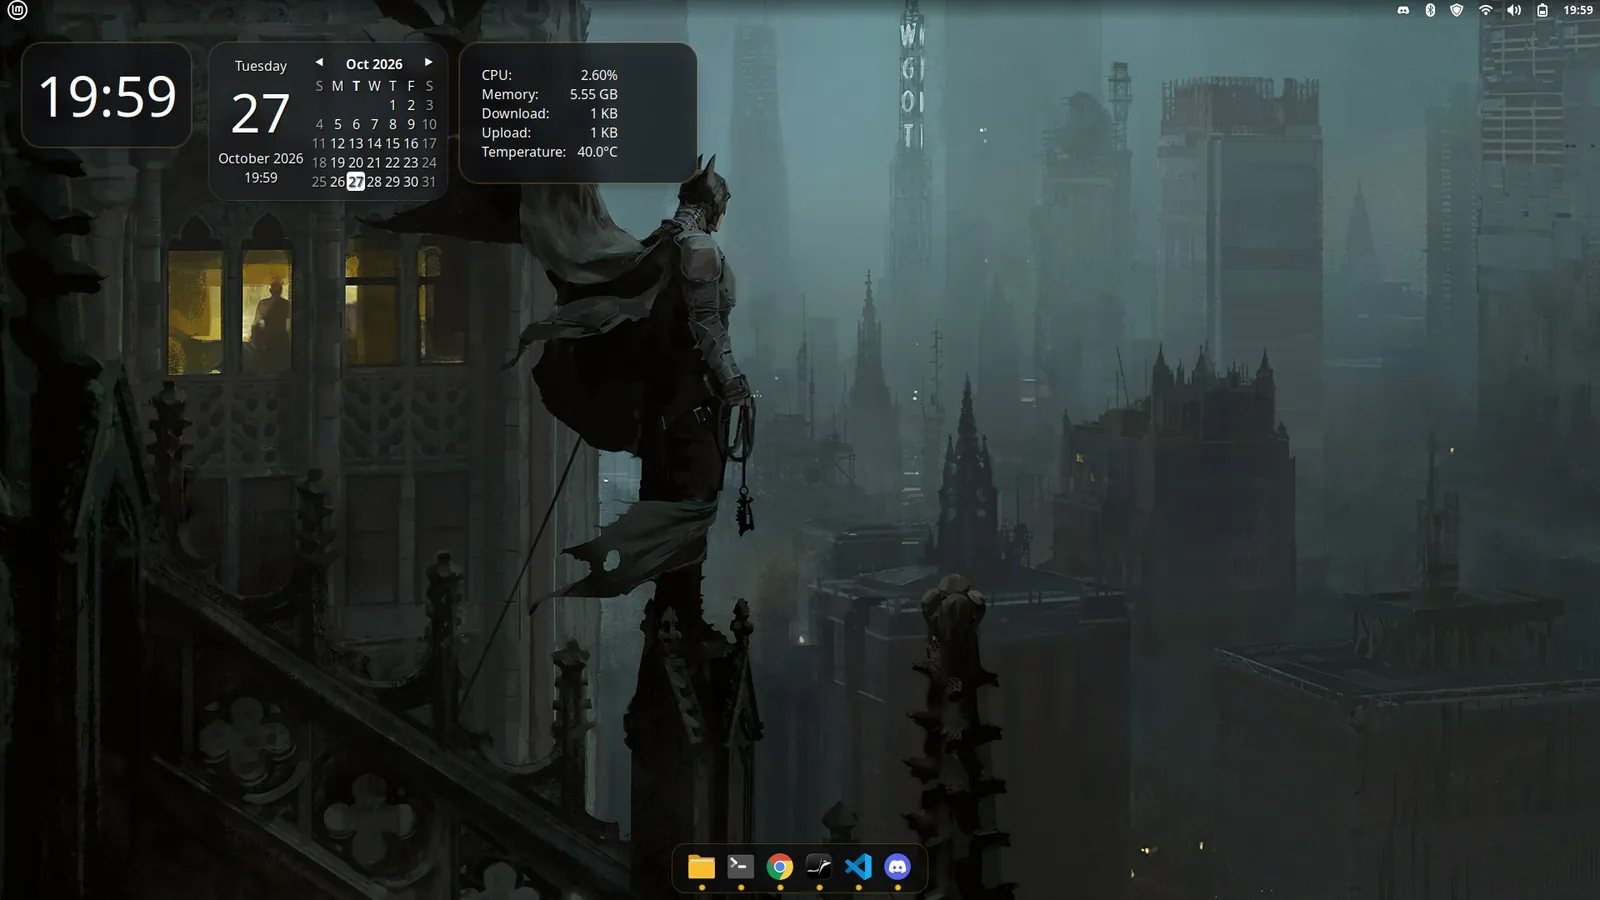 19:59
19:59
Tuesday
27
October 2026
19:59
Oct 2026
S M T W T F S
1 2 3
4 5 6 7 8 9 10
11 12 13 14 15 16 17
18 19 20 21 22 23 24
25 26 27 28 29 30 31
CPU: 2.60%
Memory: 5.55 GB
Download: 1 KB
Upload: 1 KB
Temperature: 40.0°C